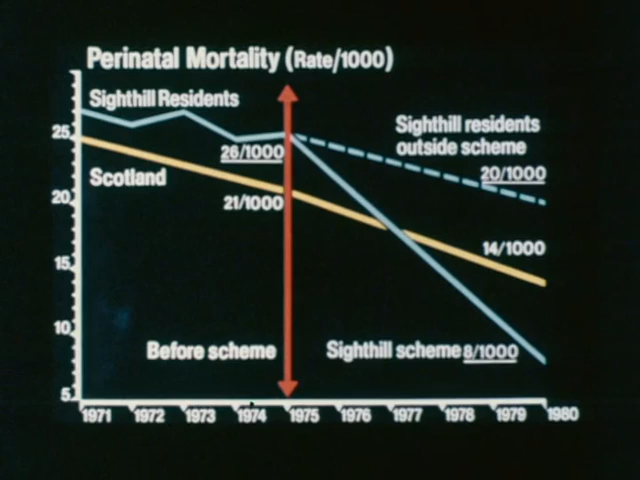 Perinatal Mortality (Rate/1000)
Sighthill Residents
Sighthill residents
outside scheme
25
26/1000
20/1000
Scotland
20
21/1000
14/1000
15
10
Before scheme
Sighthill scheme 8/1000
5
1971 1972 1973 1974 1975 1976 1977 1978 1979 1980